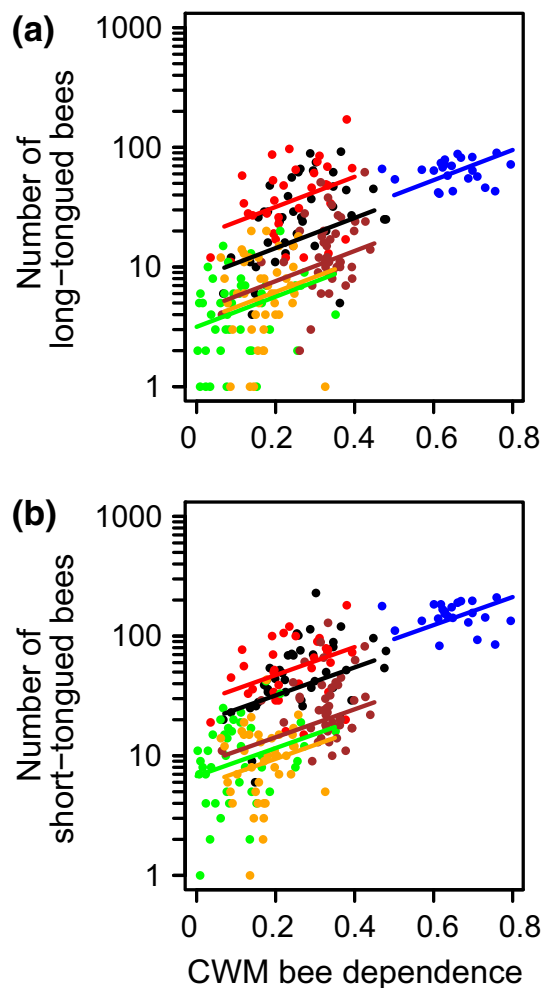 (a)
Number of
long−tongued bees
1000
100
10
1
0 0.2 0.4 0.6 0.8
(b)
Number of
short−tongued bees
1000
100
10
1
0 0.2 0.4 0.6 0.8
CWM bee dependence